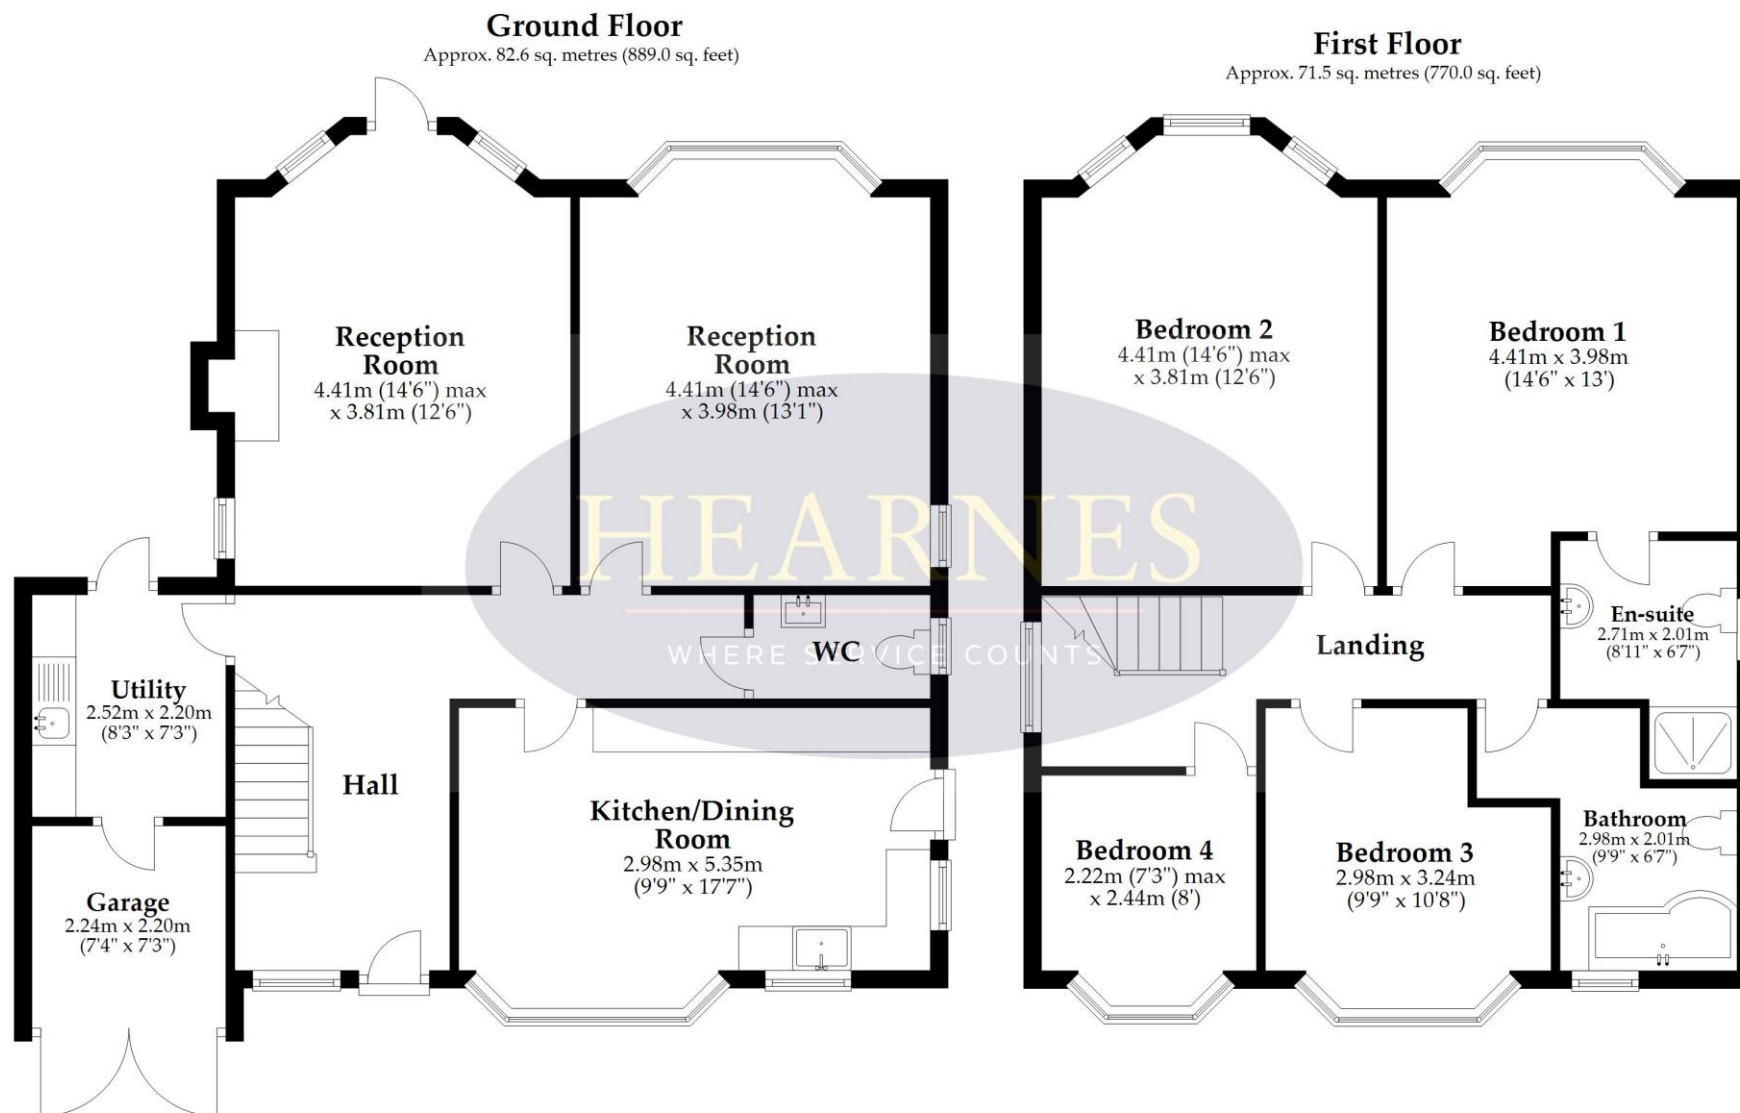 Ground Floor
Approx. 82.6 sq. metres (889.0 sq. feet)
Reception
Room
4.41m (14'6") max
x 3.81m (12'6")
Reception
Room
4.41m (14'6") max
x 3.98m (13'1")
WC
Utility
2.52m x 2.20m
(8'3" x 7'3")
Hall
Kitchen/Dining
Room
2.98m x 5.35m
(9'9" x 17'7")
Garage
2.24m x 2.20m
(7'4" x 7'3")
First Floor
Approx. 71.5 sq. metres (770.0 sq. feet)
Bedroom 2
4.41m (14'6") max
x 3.81m (12'6")
Bedroom 1
4.41m x 3.98m
(14'6" x 13')
En-suite
2.71m x 2.01m
(8'11" x 6'7")
Landing
Bathroom
2.98m x 2.01m
(9'9" x 6'7")
Bedroom 4
2.22m (7'3") max
x 2.44m (8')
Bedroom 3
2.98m x 3.24m
(9'9" x 10'8")
HEARNES
WHERE SERVICE COUNTS